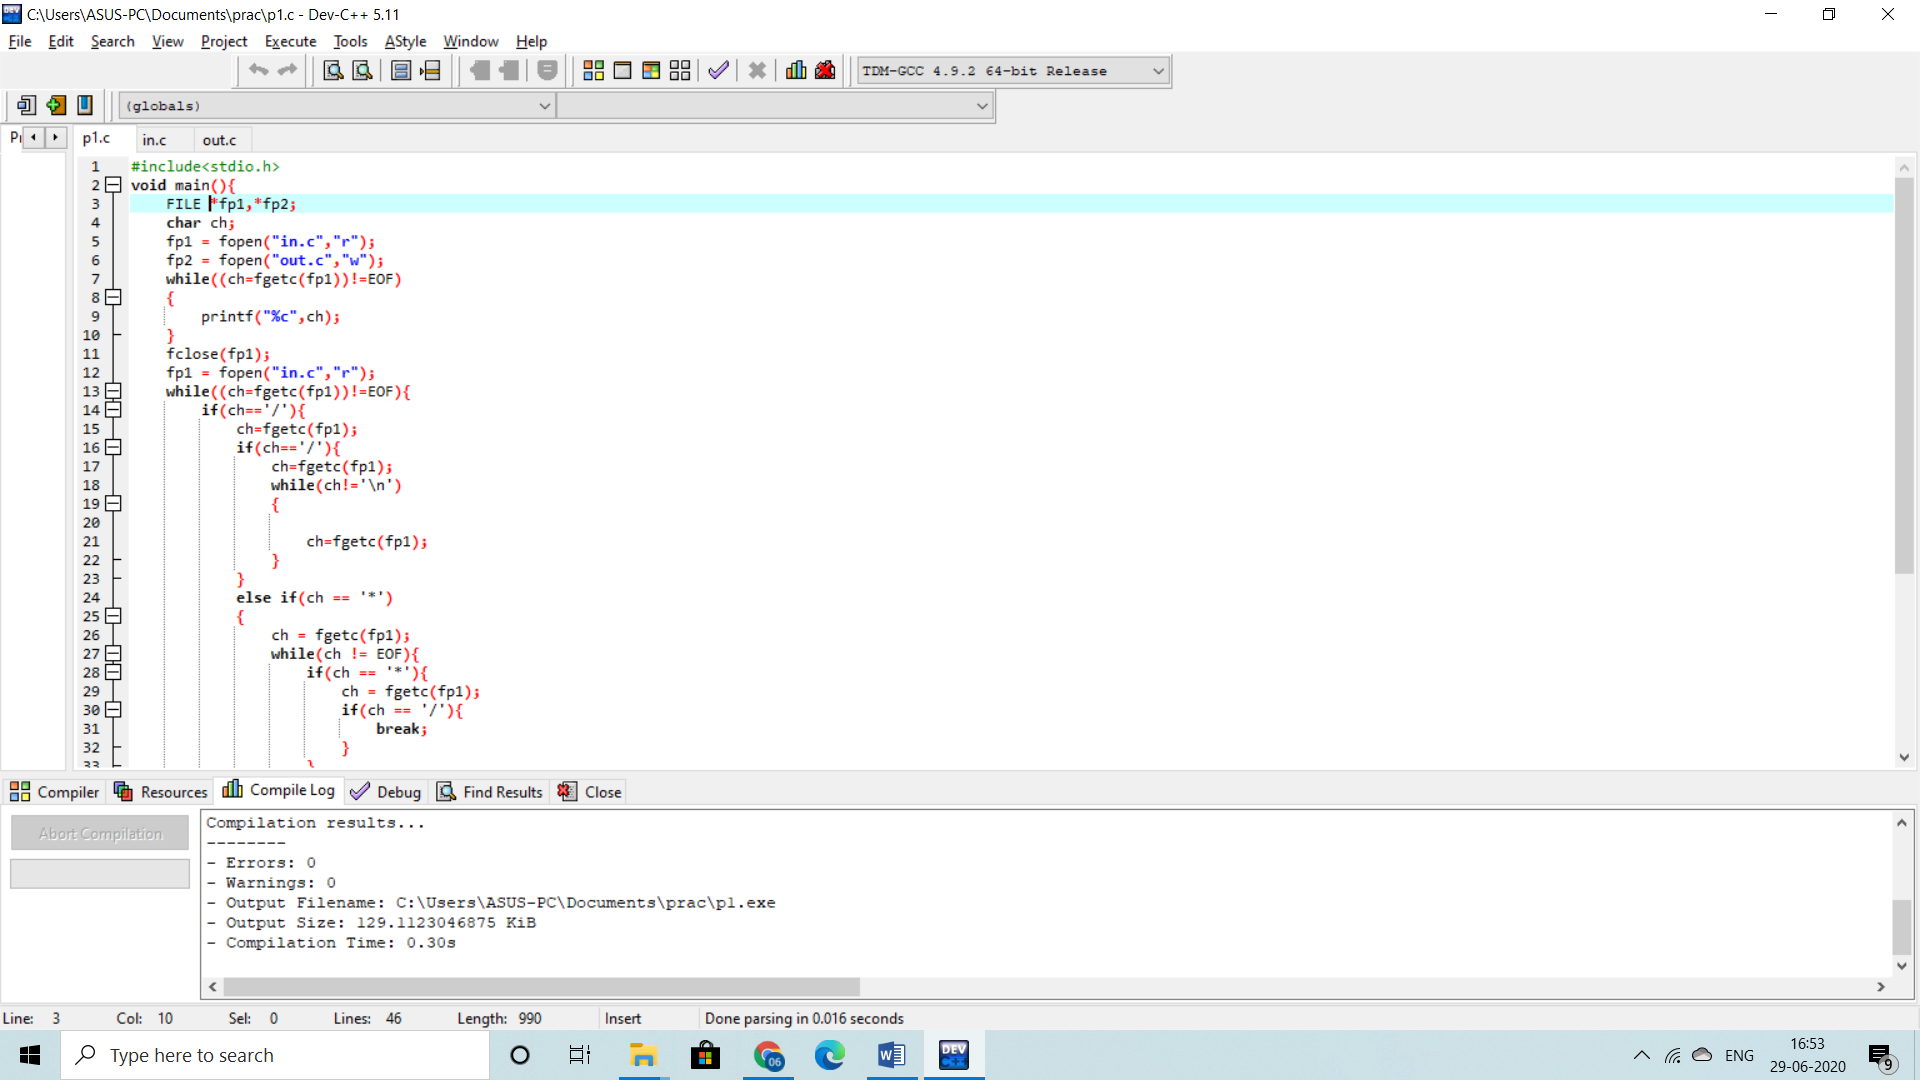 C:\Users\ASUS-PC\Documents\prac\p1.c - Dev-C++ 5.11
File Edit Search View Project Execute Tools AStyle Window Help
TDM-GCC 4.9.2 64-bit Release
(globals)
p1.c in.c out.c
1 #include<stdio.h>
2 void main(){
3 FILE *fp1,*fp2;
4 char ch;
5 fp1 = fopen("in.c","r");
6 fp2 = fopen("out.c","w");
7 while((ch=fgetc(fp1))!=EOF)
8 {
9 printf("%c",ch);
10 }
11 fclose(fp1);
12 fp1 = fopen("in.c","r");
13 while((ch=fgetc(fp1))!=EOF){
14 if(ch=='/'){
15 ch=fgetc(fp1);
16 if(ch=='/'){
17 ch=fgetc(fp1);
18 while(ch!='\n')
19 {
20
21 ch=fgetc(fp1);
22 }
23 }
24 else if(ch == '*')
25 {
26 ch = fgetc(fp1);
27 while(ch != EOF){
28 if(ch == '*'){
29 ch = fgetc(fp1);
30 if(ch == '/'){
31 break;
32 }
33 }
Compiler Resources Compile Log Debug Find Results Close
Abort Compilation
Compilation results...
--------
- Errors: 0
- Warnings: 0
- Output Filename: C:\Users\ASUS-PC\Documents\prac\p1.exe
- Output Size: 129.1123046875 KiB
- Compilation Time: 0.30s
Line: 3 Col: 10 Sel: 0 Lines: 46 Length: 990 Insert Done parsing in 0.016 seconds
Type here to search
06
DEV
ENG
16:53
29-06-2020
9